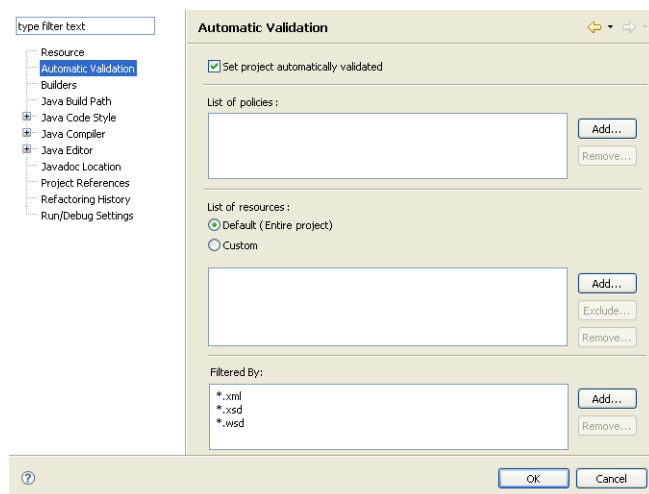 type filter text
Resource
Automatic Validation
Builders
Java Build Path
Java Code Style
Java Compiler
Java Editor
Javadoc Location
Project References
Refactoring History
Run/Debug Settings
Automatic Validation
Set project automatically validated
List of policies :
Add...
Remove...
List of resources :
Default ( Entire project)
Custom
Add...
Exclude...
Remove...
Filtered By:
*.xml
*.xsd
*.wsd
Add...
Remove...
OK
Cancel